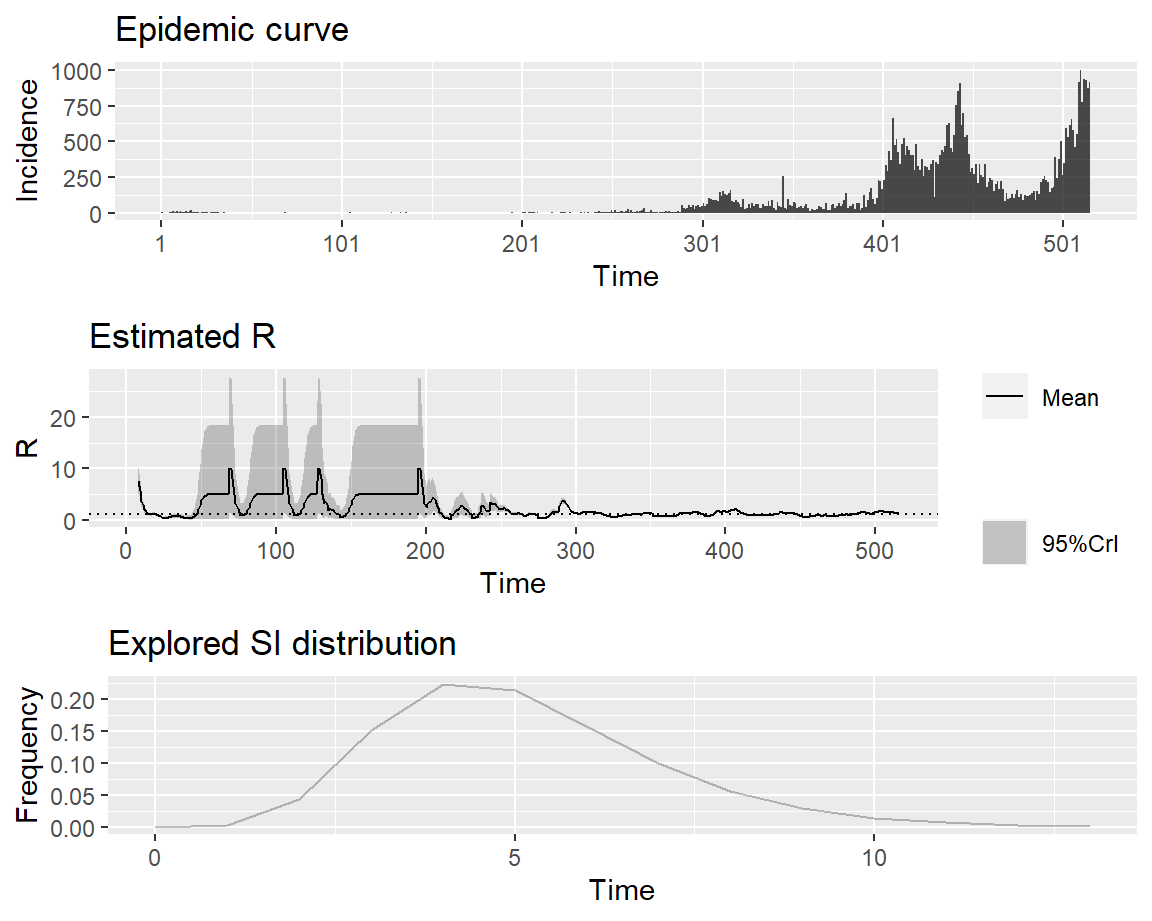 Epidemic curve
1000
750
500
250
0
Incidence
1 101 201 301 401 501
Time
Estimated R
20
10
0
R
0 100 200 300 400 500
Time
Mean
95%CrI
Explored SI distribution
0.20
0.15
0.10
0.05
0.00
Frequency
0 5 10
Time